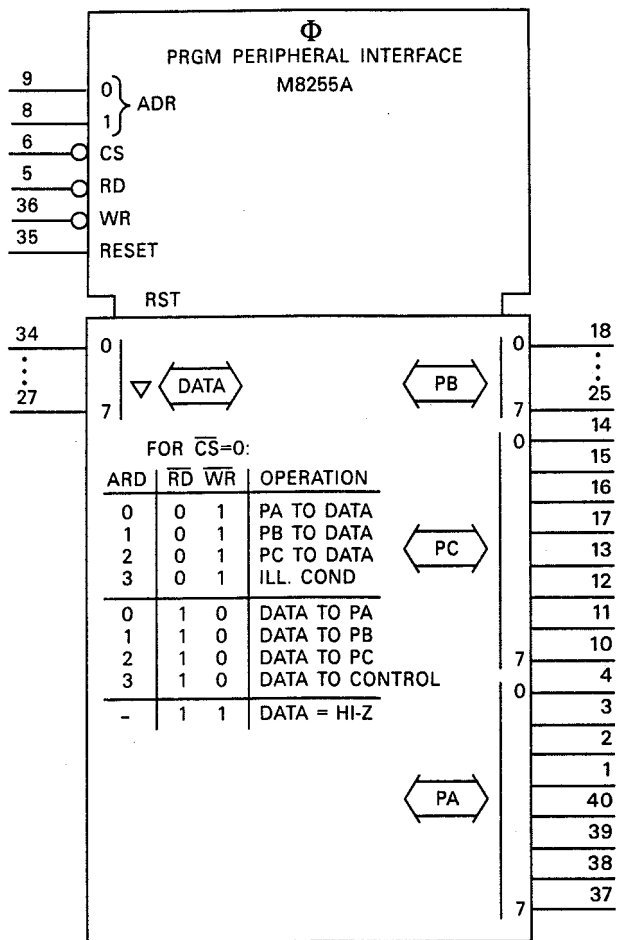 Φ
PRGM PERIPHERAL INTERFACE
M8255A
9 0
ADR
8 1
6 CS
5 RD
36 WR
35 RESET
RST
34 0
DATA
27 7
0 18
PB
7 25
0 14
15
16
17
PC
13
12
11
7 10
0 4
3
2
1
PA
40
39
38
7 37
FOR C̅S̅=0:
ARD R̅D̅ W̅R̅ OPERATION
0 0 1 PA TO DATA
1 0 1 PB TO DATA
2 0 1 PC TO DATA
3 0 1 ILL. COND
0 1 0 DATA TO PA
1 1 0 DATA TO PB
2 1 0 DATA TO PC
3 1 0 DATA TO CONTROL
- 1 1 DATA = HI-Z